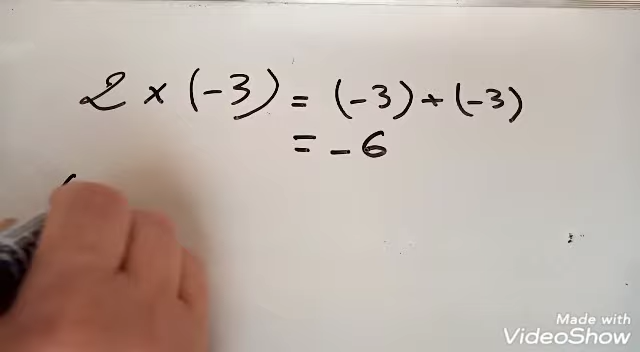 2 × (-3) = (-3) + (-3)
= -6
(
Made with
VideoShow